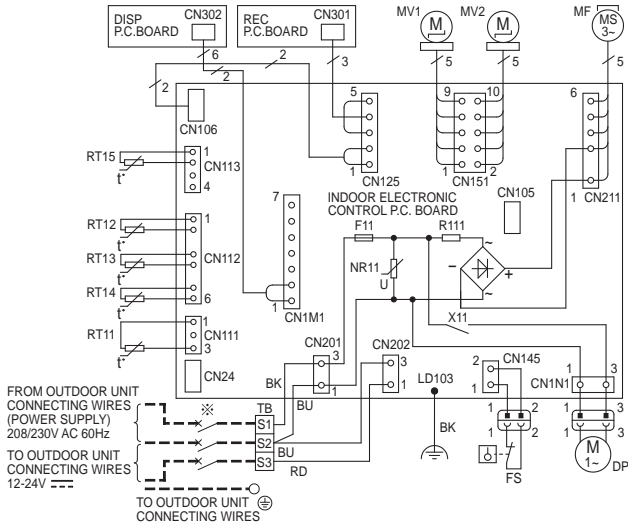 DISP
P.C.BOARD
CN302
REC
P.C.BOARD
CN301
MV1
M
MV2
M
MF
MS
3~
6
2
2
3
5
5
5
2
CN106
5
1
CN125
9
10
1
2
CN151
6
1
CN211
RT15
t°
1
CN113
4
INDOOR ELECTRONIC
CONTROL P.C. BOARD
CN105
RT12
t°
RT13
t°
RT14
t°
1
CN112
6
7
1
CN1M1
F11
R111
NR11
U
~
−
+
~
X11
RT11
t°
1
CN111
3
CN24
CN201
3
1
CN202
3
1
LD103
2
CN145
1
1
3
CN1N1
BK
BU
BK
1
2
1
2
FS
1
3
1
3
M
1~
DP
FROM OUTDOOR UNIT
CONNECTING WIRES
(POWER SUPPLY)
208/230V AC 60Hz
※
TB
S1
S2
S3
BU
RD
TO OUTDOOR UNIT
CONNECTING WIRES
12-24V
TO OUTDOOR UNIT
CONNECTING WIRES